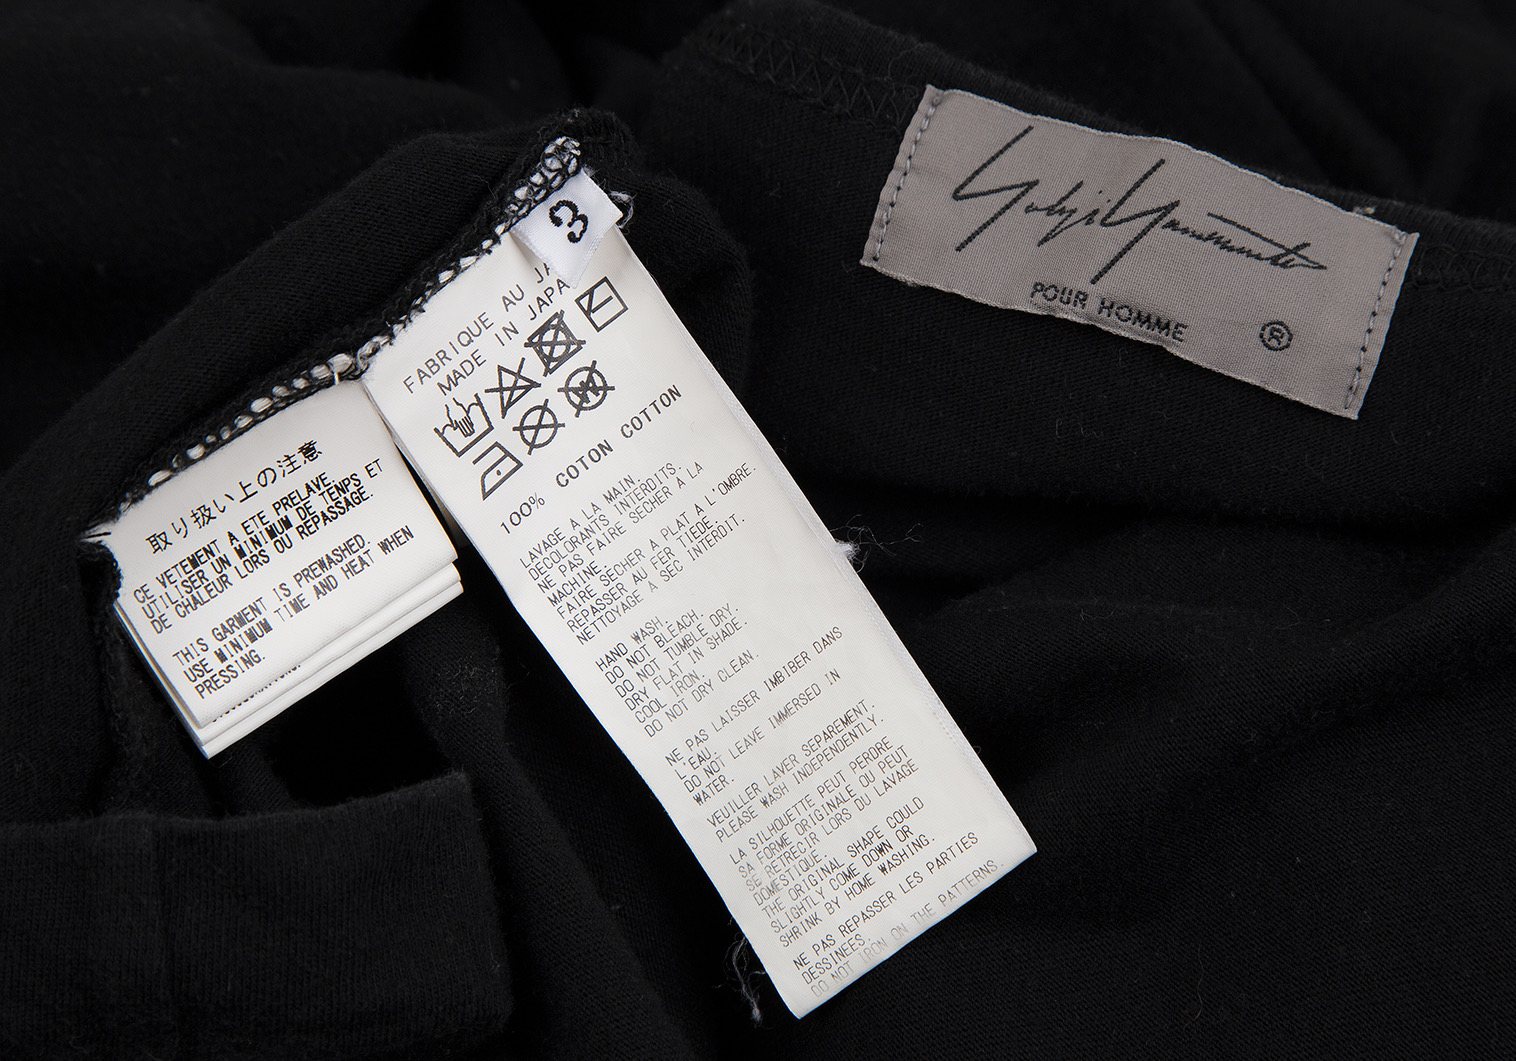 3
FABRIQUE AU JA
MADE IN JAPA
100% COTON COTTON
LAVAGE A LA MAIN.
DECOLORANTS INTERDITS.
NE PAS FAIRE SECHER A LA
MACHINE.
FAIRE SECHER A PLAT A L'OMBRE.
REPASSER AU FER TIEDE.
NETTOYAGE A SEC INTERDIT.
HAND WASH.
DO NOT BLEACH.
DO NOT TUMBLE DRY.
DRY FLAT IN SHADE.
COOL IRON.
DO NOT DRY CLEAN.
NE PAS LAISSER IMBIBER DANS
L'EAU.
DO NOT LEAVE IMMERSED IN
WATER.
VEUILLER LAVER SEPAREMENT.
PLEASE WASH INDEPENDENTLY.
LA SILHOUETTE PEUT PERDRE
SA FORME ORIGINALE OU PEUT
SE RETRECIR LORS DU LAVAGE
DOMESTIQUE.
THE ORIGINAL SHAPE COULD
SLIGHTLY COME DOWN OR
SHRINK BY HOME WASHING.
NE PAS REPASSER LES PARTIES
DESSINEES.
DO NOT IRON ON THE PATTERNS.
取り扱い上の注意
CE VETEMENT A ETE PRELAVE.
UTILISER UN MINIMUM DE TENPS ET
DE CHALEUR LORS OU REPASSAGE.
THIS GARMENT IS PREWASHED.
USE MINIMUM TIME AND HEAT WHEN
PRESSING.
Yohji Yamamoto
POUR HOMME ®